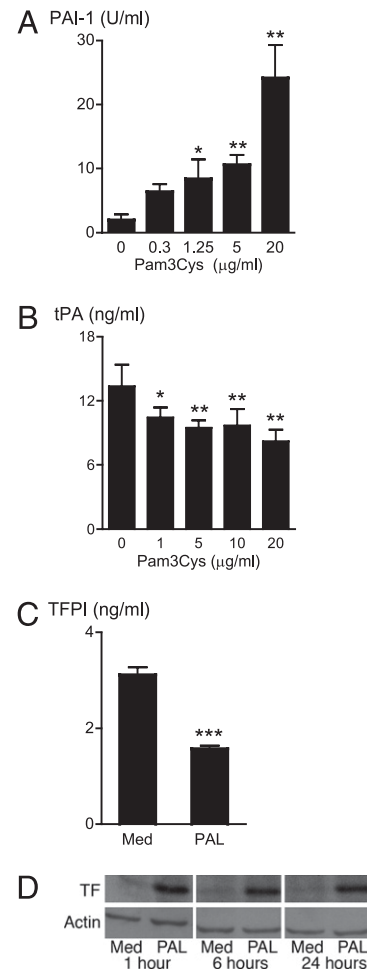 A PAI-1 (U/ml)
30
20
10
0
* ** **
0 0.3 1.25 5 20
Pam3Cys (µg/ml)
B tPA (ng/ml)
18
12
6
0
* ** ** **
0 1 5 10 20
Pam3Cys (µg/ml)
C TFPI (ng/ml)
4
2
0
***
Med PAL
D
TF
Actin
Med PAL Med PAL Med PAL
1 hour 6 hours 24 hours